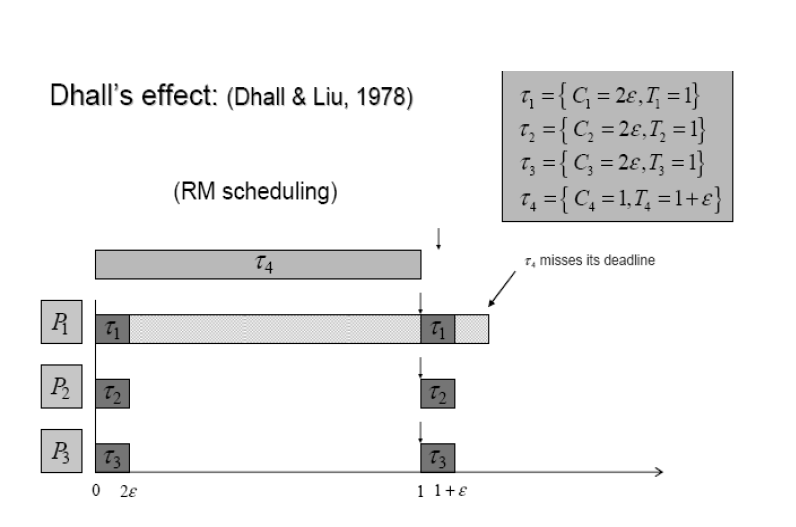 Dhall's effect: (Dhall & Liu, 1978)
τ₁ = { C₁ = 2ε, T₁ = 1}
τ₂ = { C₂ = 2ε, T₂ = 1}
τ₃ = { C₃ = 2ε, T₃ = 1}
τ₄ = { C₄ = 1, T₄ = 1 + ε}
(RM scheduling)
τ₄
τ₄ misses its deadline
P₁ τ₁ τ₁
P₂ τ₂ τ₂
P₃ τ₃ τ₃
0 2ε 1 1+ε